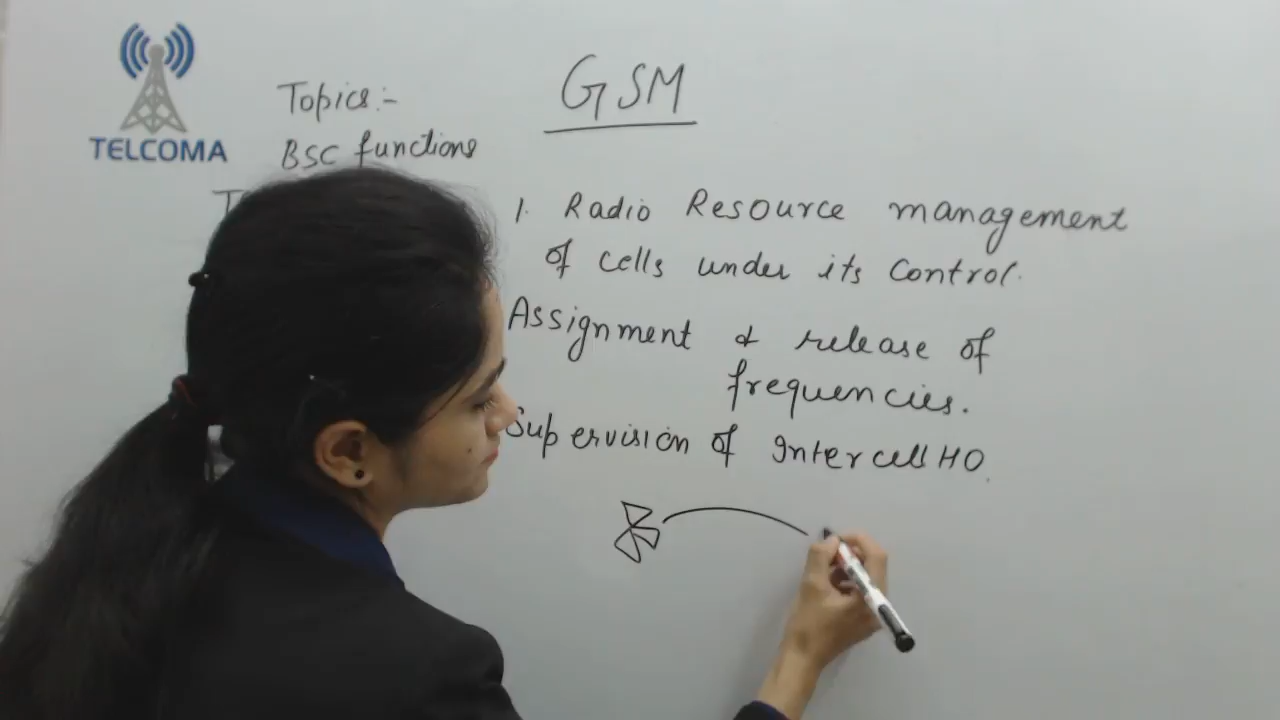 TELCOMA
Topics:-
BSC functions
GSM
1. Radio Resource management
of cells under its control.
Assignment & release of
frequencies.
Supervision of Intercell HO.